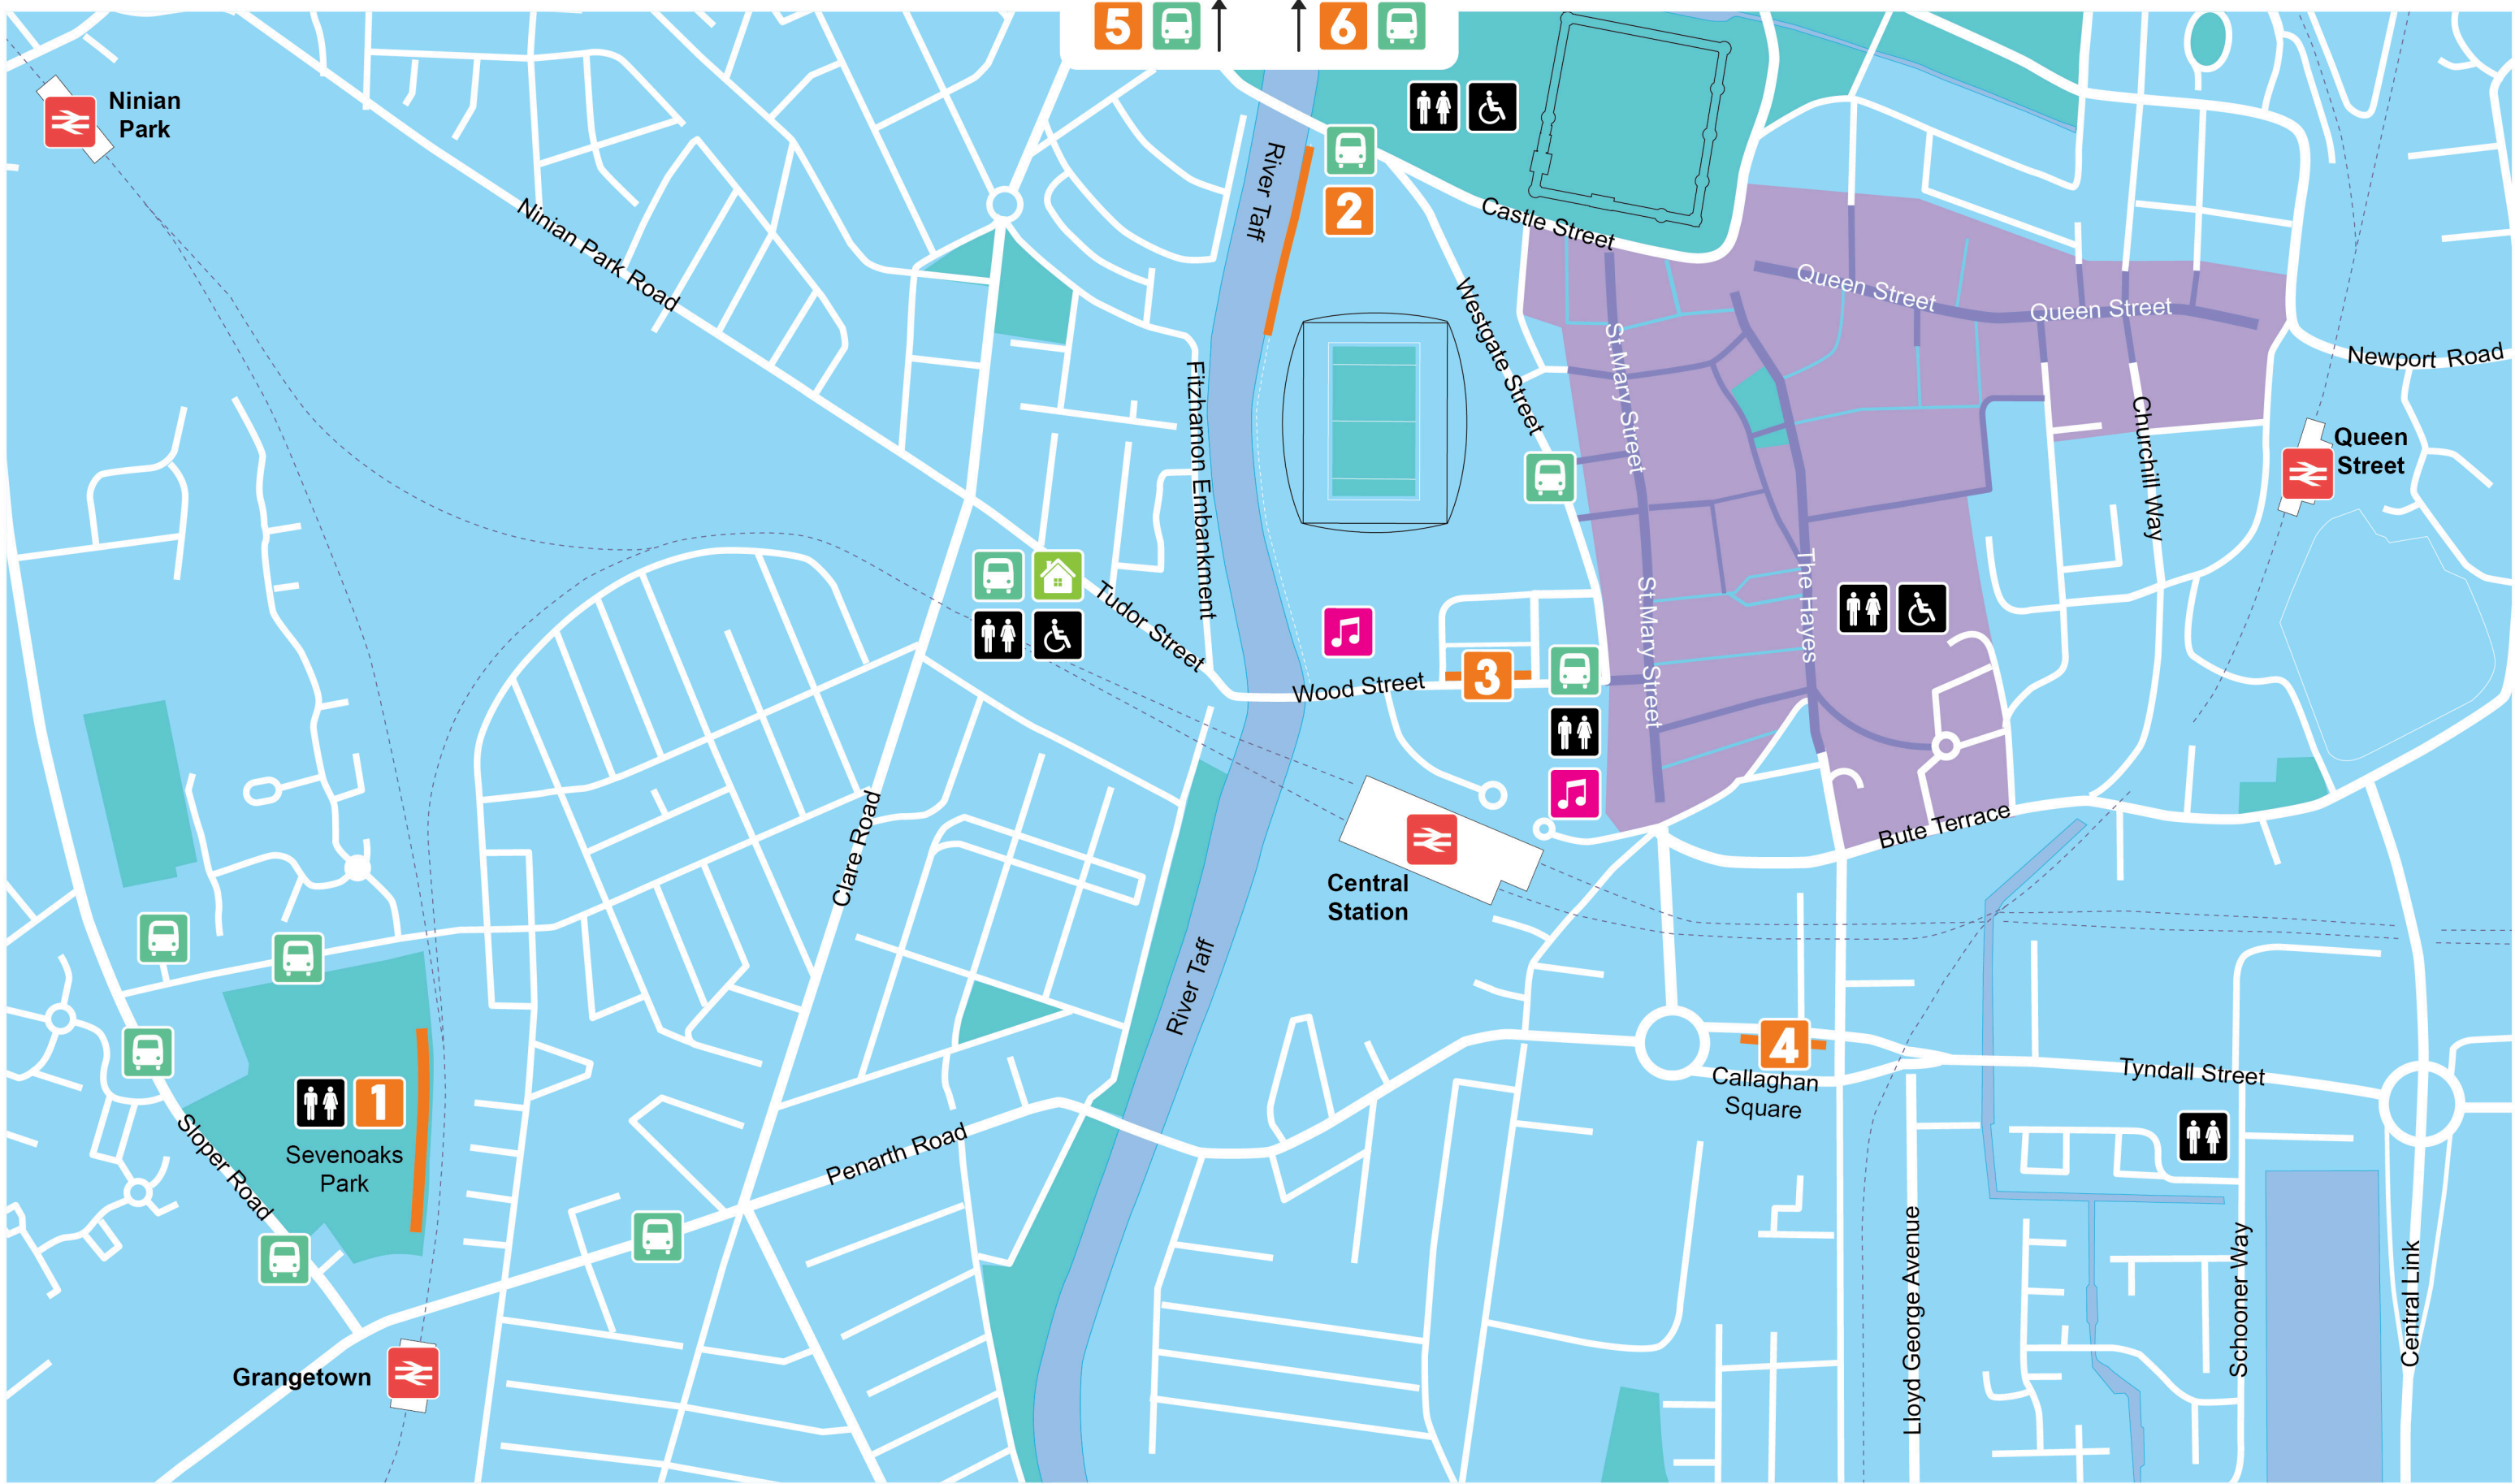 5
6
Ninian
Park
River Taff
2
Castle Street
Ninian Park Road
Queen Street
Queen Street
Westgate Street
St.Mary Street
Newport Road
Fitzhamon Embankment
Churchill Way
Queen
Street
Tudor Street
The Hayes
St.Mary Street
Wood Street
3
Clare Road
Bute Terrace
Central
Station
River Taff
4
Callaghan
Square
Tyndall Street
1
Sevenoaks
Park
Sloper Road
Penarth Road
Lloyd George Avenue
Schooner Way
Central Link
Grangetown